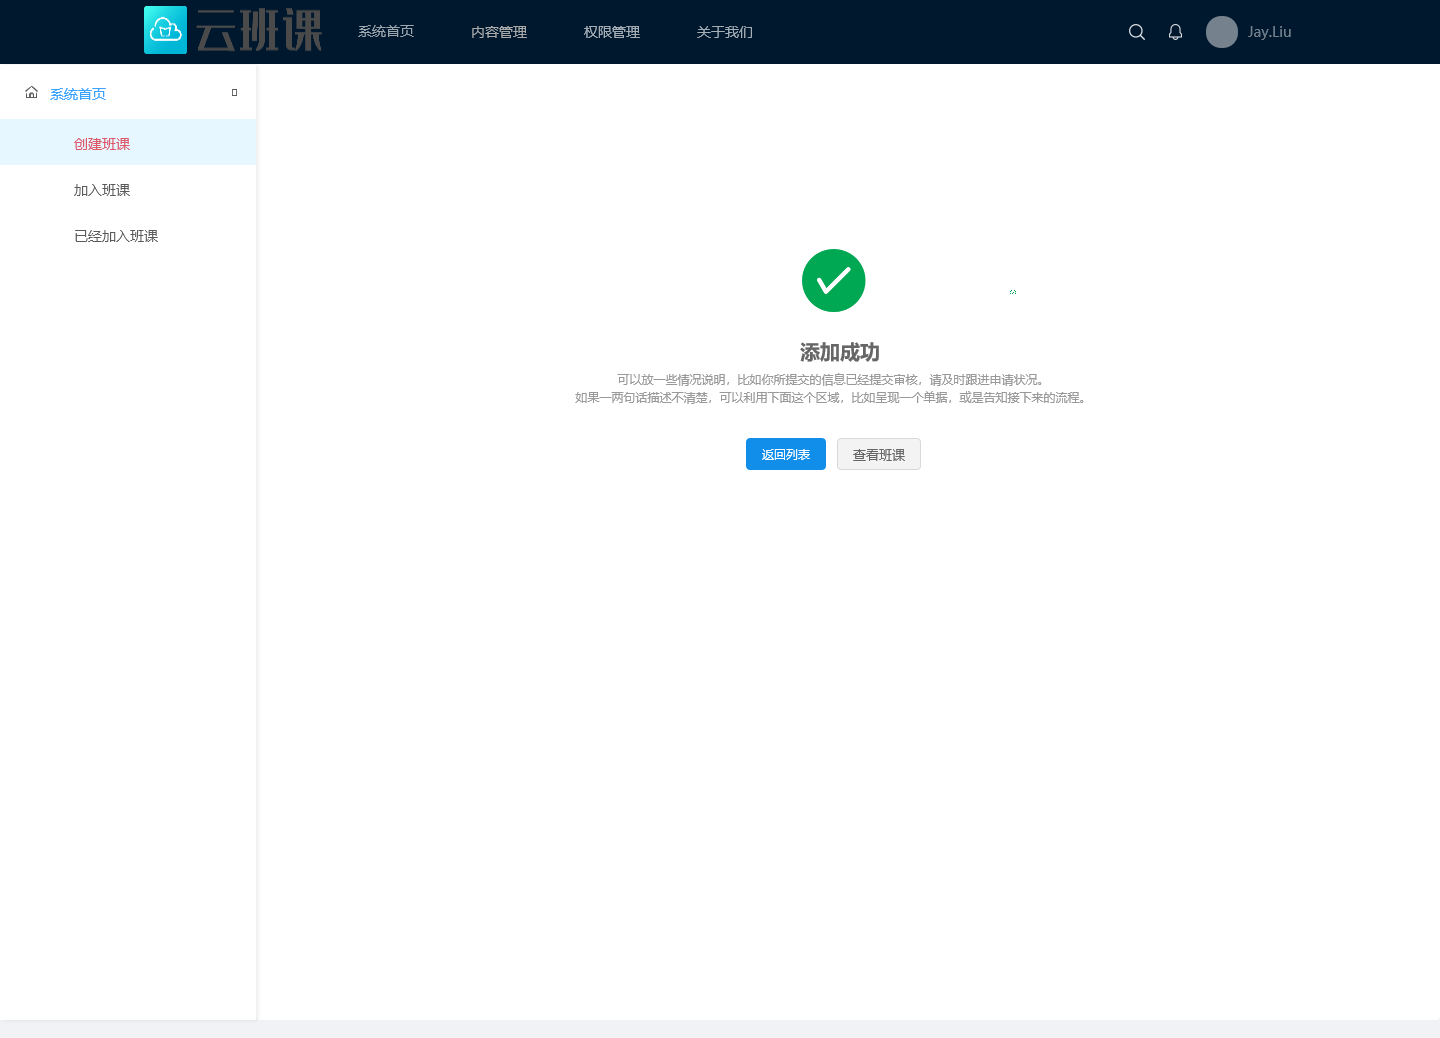 云班课
系统首页
内容管理
权限管理
关于我们
Jay.Liu
系统首页
创建班课
加入班课
已经加入班课
添加成功
可以放一些情况说明，比如你所提交的信息已经提交审核，请及时跟进申请状况。
如果一两句话描述不清楚，可以利用下面这个区域，比如呈现一个单据，或是告知接下来的流程。
返回列表
查看班课